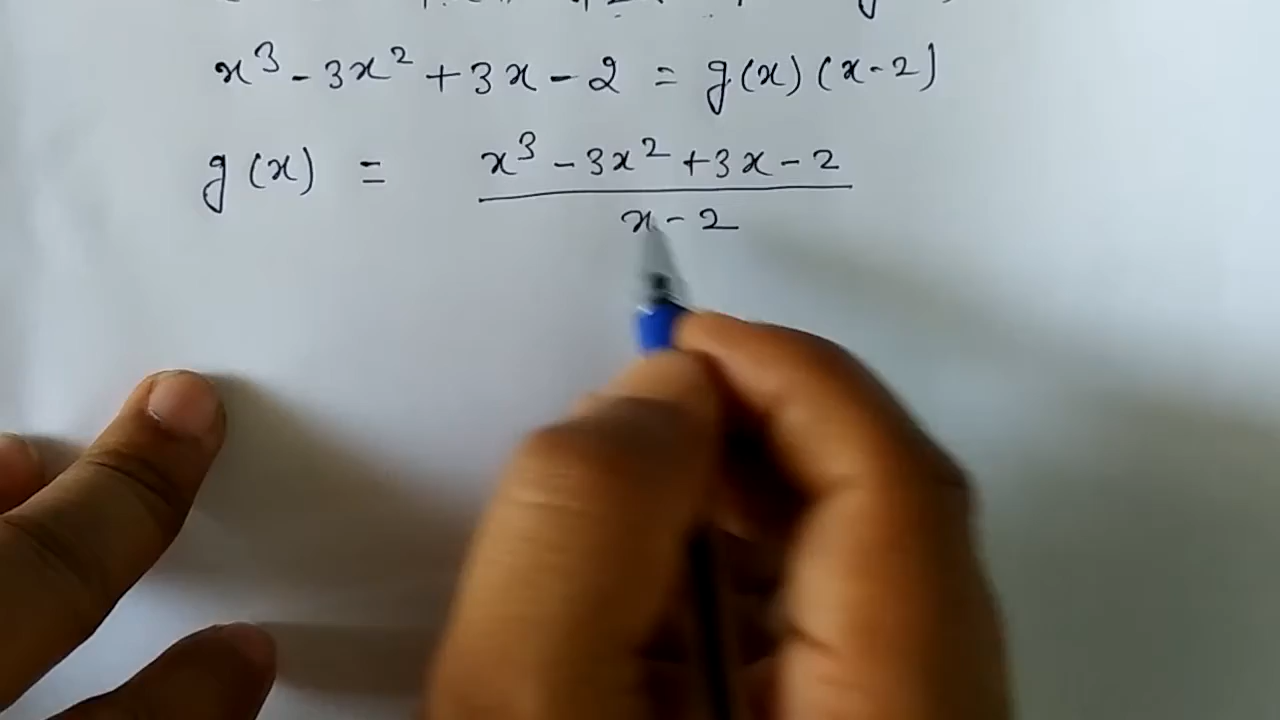 x³ - 3x² + 3x - 2 = g(x) (x - 2)
g(x) = x³ - 3x² + 3x - 2
x - 2